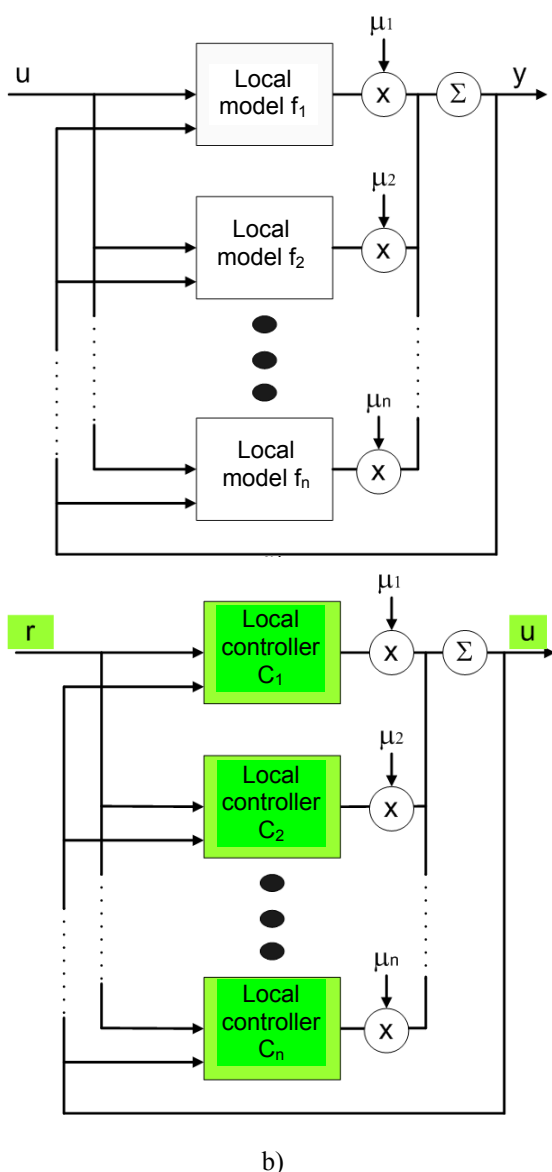 μ1
u
Local
model f1
x
Σ
y
μ2
Local
model f2
x
μn
Local
model fn
x
μ1
r
Local
controller
C1
x
Σ
u
μ2
Local
controller
C2
x
μn
Local
controller
Cn
x
b)